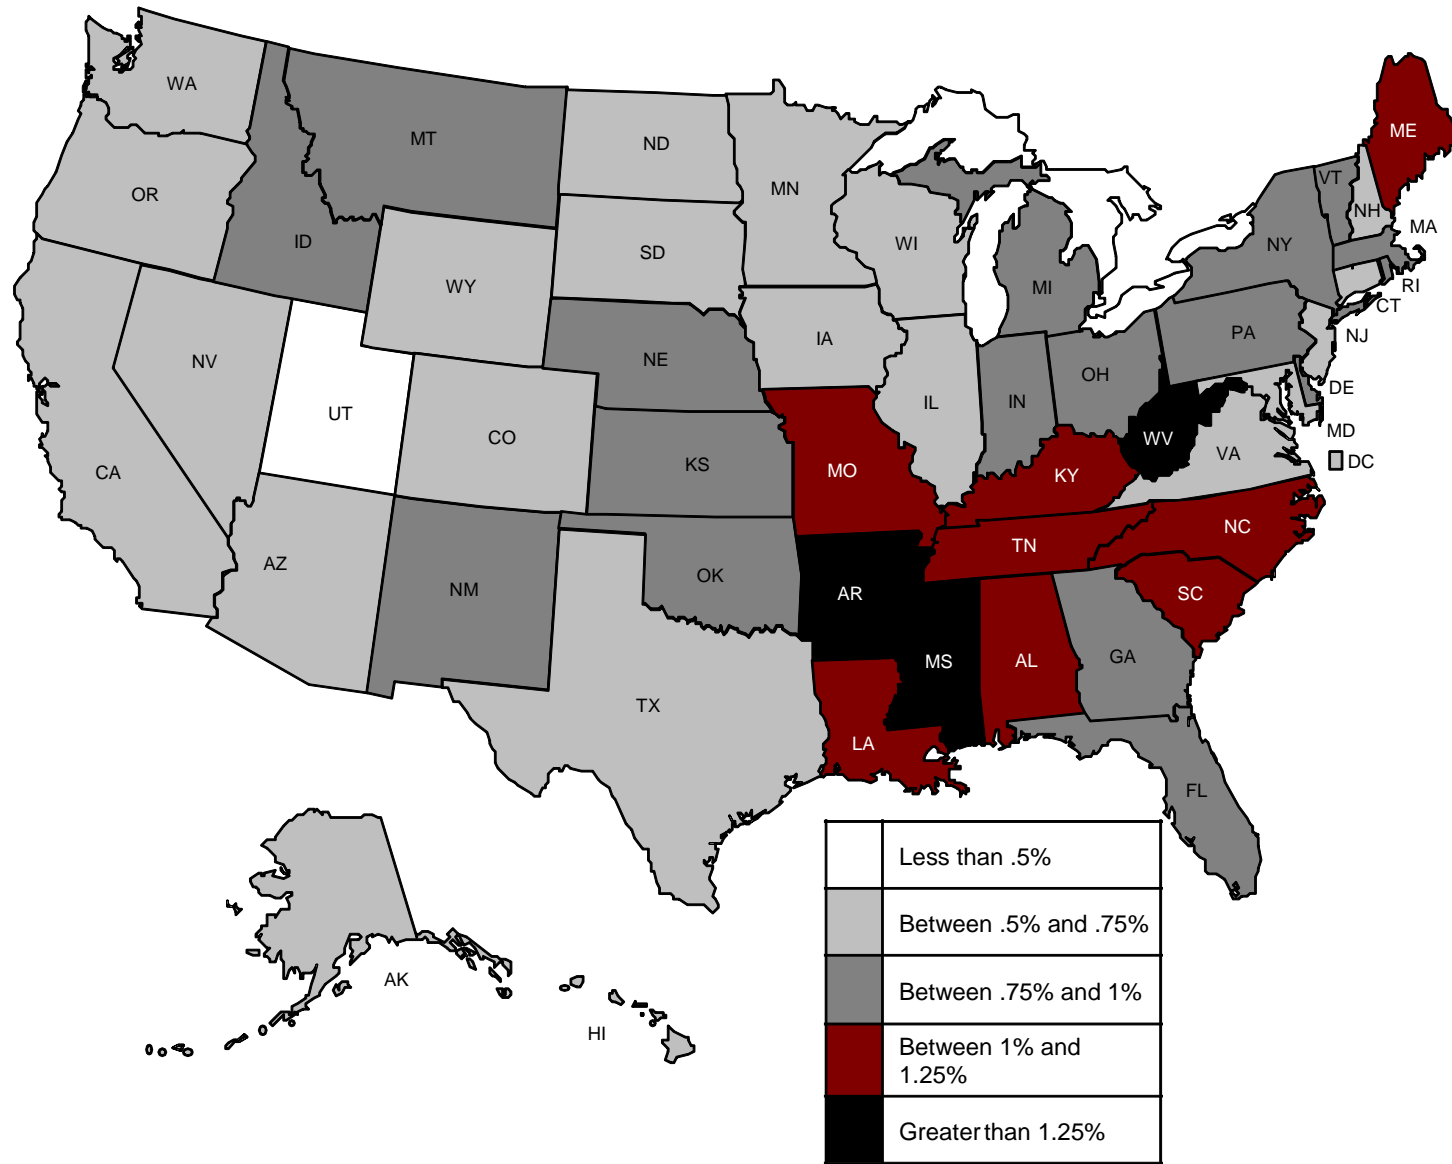 WA
MT
ND
ME
OR
MN
VT
NH
MA
ID
SD
WI
NY
WY
MI
RI
CT
NE
IA
PA
NJ
NV
OH
UT
IL
IN
DE
CO
WV
MD
CA
KS
MO
KY
VA
DC
NC
AZ
OK
TN
NM
AR
SC
MS
AL
GA
TX
LA
FL
Less than .5%
Between .5% and .75%
AK
Between .75% and 1%
HI
Between 1% and
1.25%
Greater than 1.25%